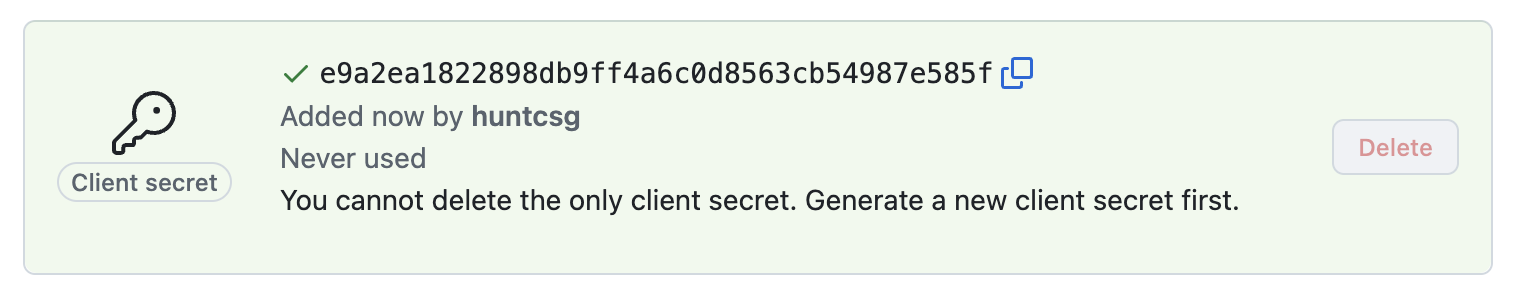 e9a2ea1822898db9ff4a6c0d8563cb54987e585f
Added now by huntcsg
Never used
Client secret
You cannot delete the only client secret. Generate a new client secret first.
Delete